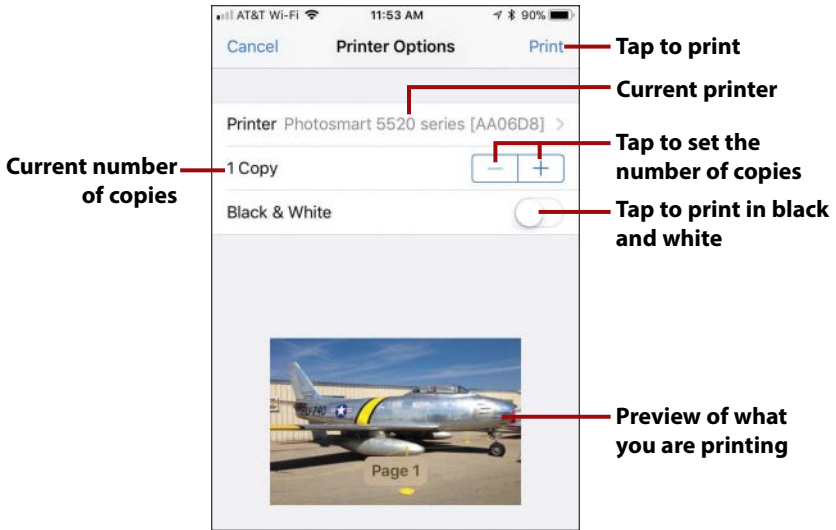 AT&T Wi-Fi 11:53 AM 90%
Cancel Printer Options Print
Tap to print
Current printer
Printer Photosmart 5520 series [AA06D8] >
Tap to set the
number of copies
Current number
of copies
1 Copy - +
Black & White
Tap to print in black
and white
Preview of what
you are printing
Page 1